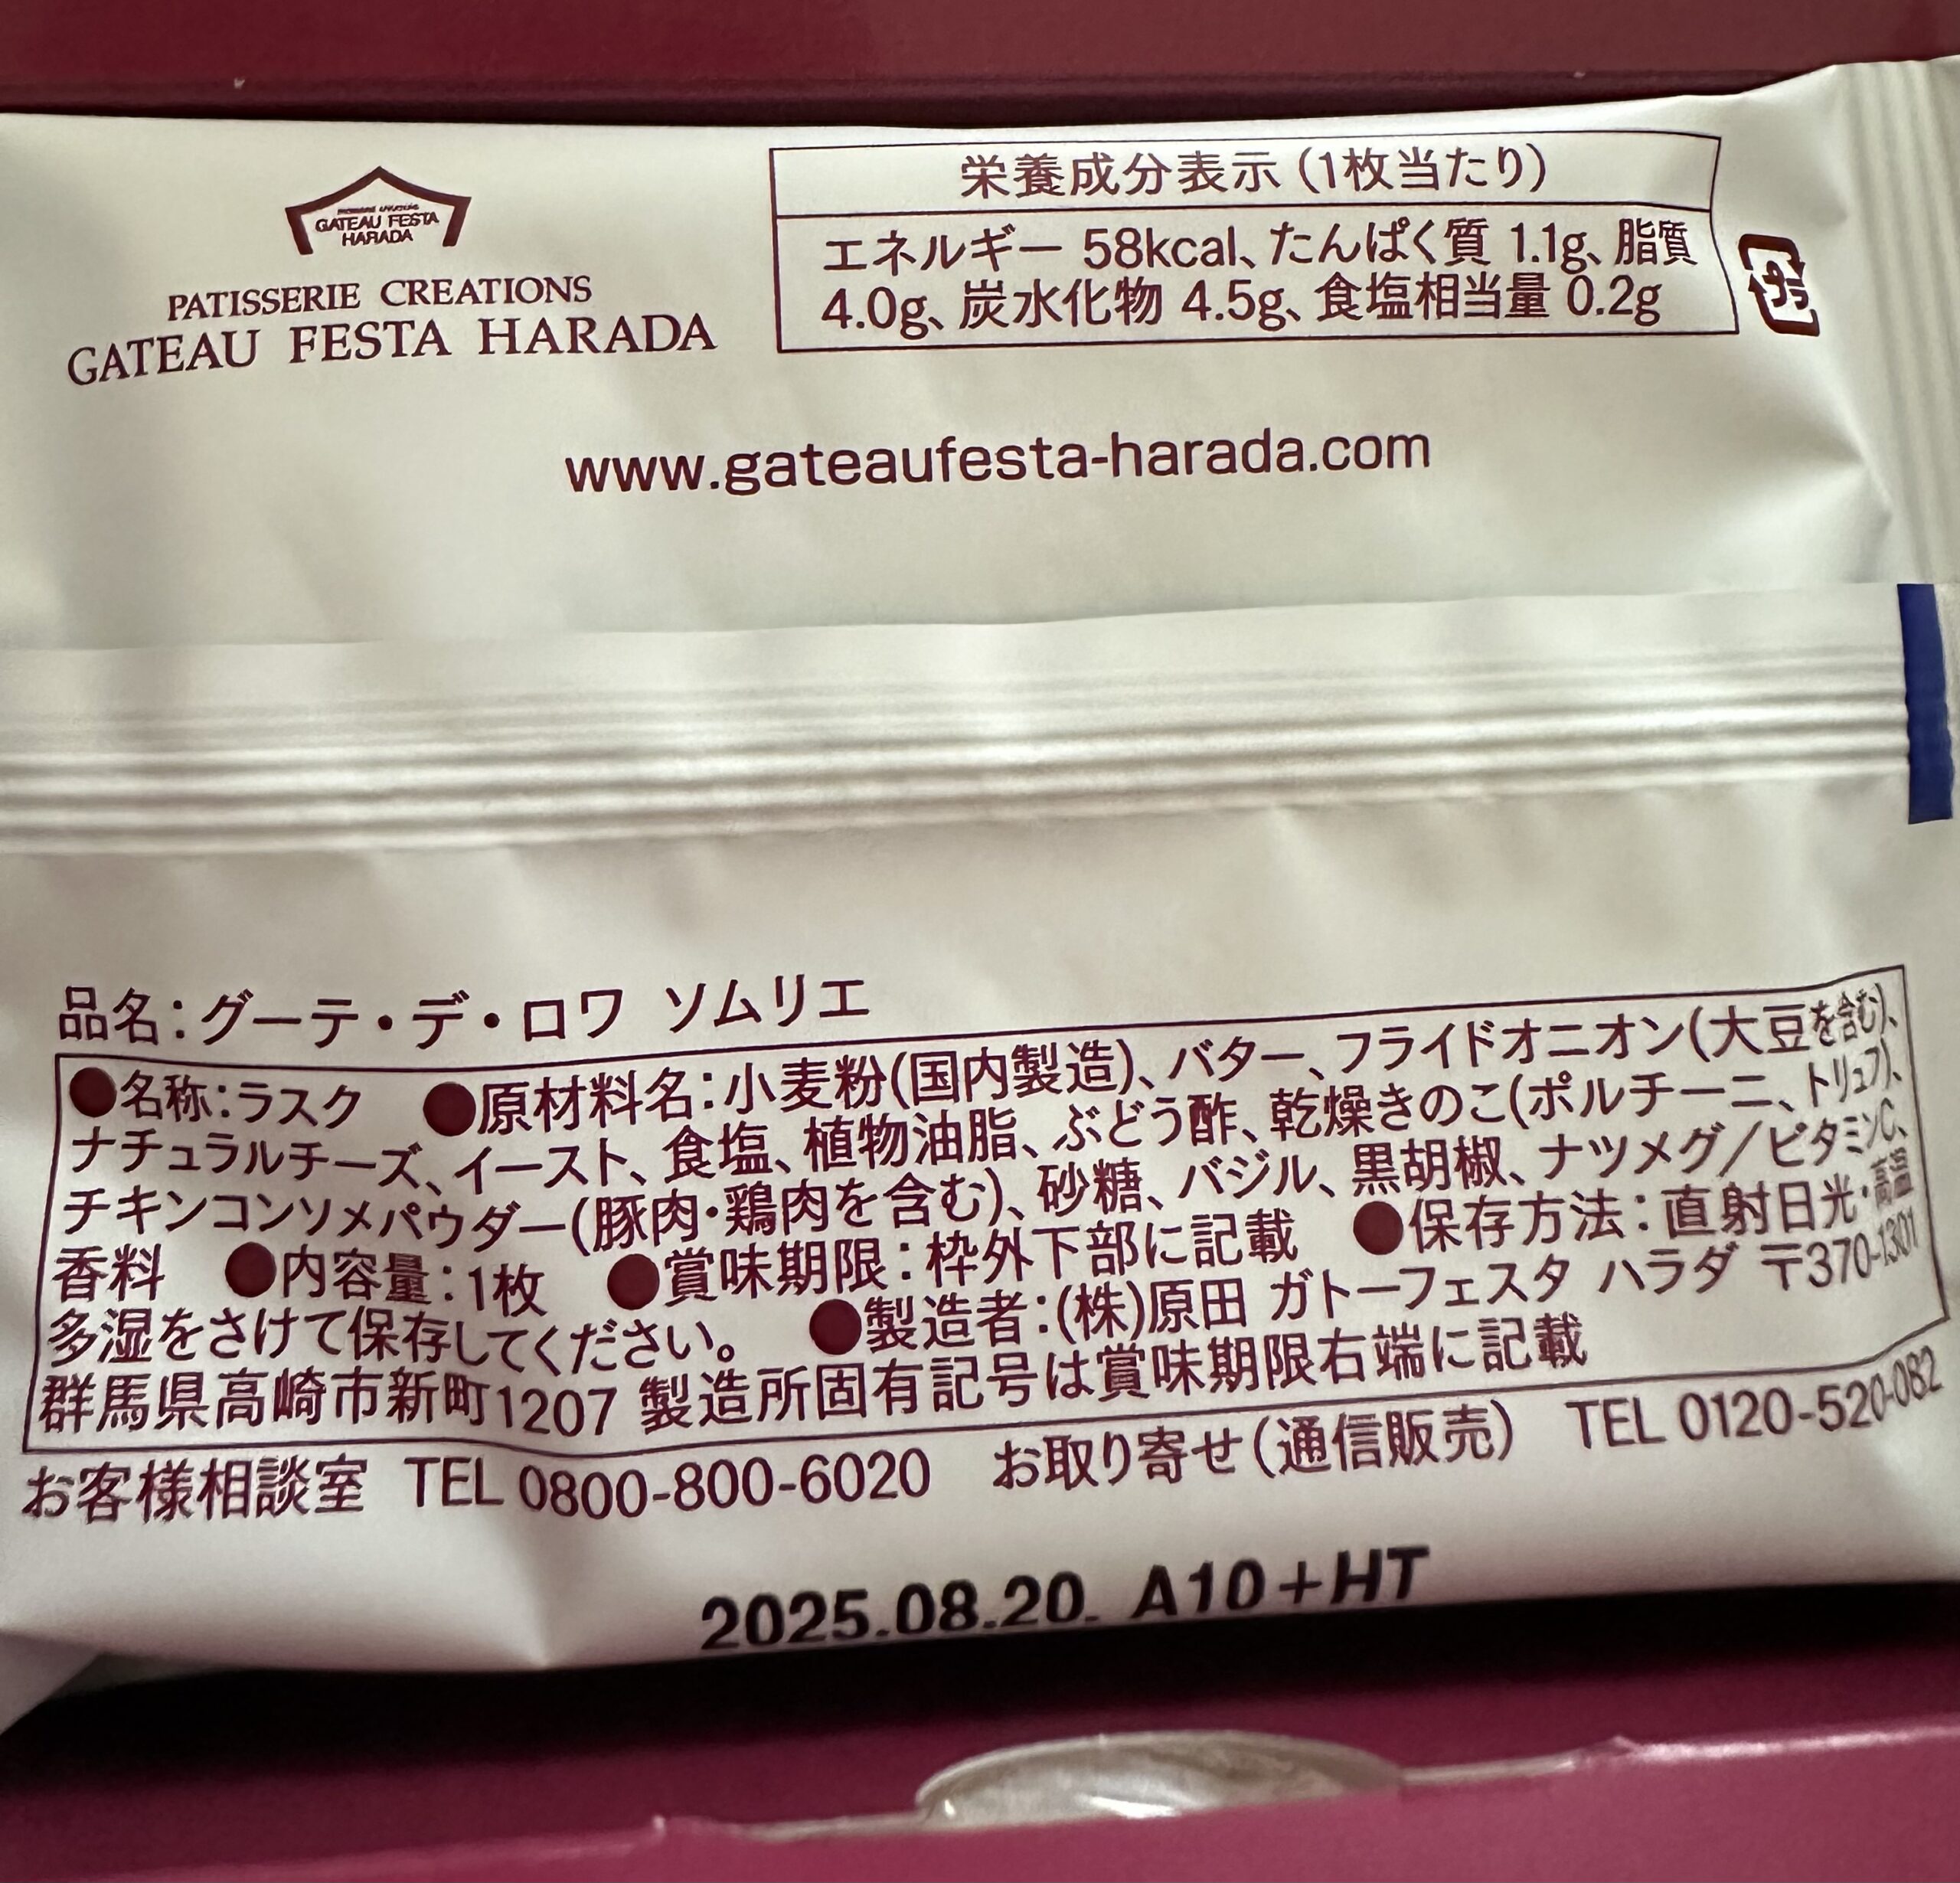 GATEAU FESTA
HARADA
PATISSERIE CREATIONS
GATEAU FESTA HARADA
栄養成分表示(1枚当たり)
エネルギー 58kcal、たんぱく質 1.1g、脂質
4.0g、炭水化物 4.5g、食塩相当量 0.2g
プラ
www.gateaufesta-harada.com
品名:グーテ・デ・ロワ ソムリエ
●名称:ラスク ●原材料名:小麦粉(国内製造)、バター、フライドオニオン(大豆を含む)、
ナチュラルチーズ、イースト、食塩、植物油脂、ぶどう酢、乾燥きのこ(ポルチーニ、トリュフ)、
チキンコンソメパウダー(豚肉・鶏肉を含む)、砂糖、バジル、黒胡椒、ナツメグ/ビタミンC、
香料 ●内容量:1枚 ●賞味期限:枠外下部に記載 ●保存方法:直射日光・高温
多湿をさけて保存してください。 ●製造者:(株)原田 ガトーフェスタ ハラダ 〒370-1301
群馬県高崎市新町1207 製造所固有記号は賞味期限右端に記載
お客様相談室 TEL 0800-800-6020 お取り寄せ(通信販売) TEL 0120-520-082
2025.08.20. A10+HT